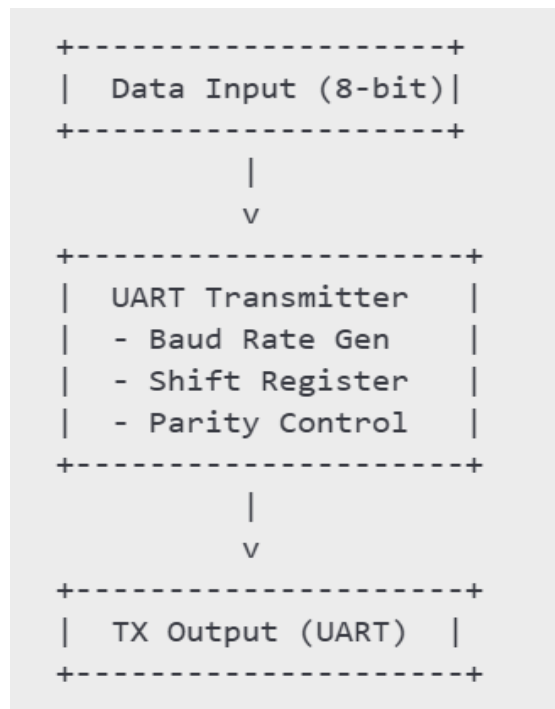 +--------------------+
|  Data Input (8-bit)|
+--------------------+
          |
          v
+---------------------+
|  UART Transmitter   |
|  - Baud Rate Gen    |
|  - Shift Register   |
|  - Parity Control   |
+---------------------+
          |
          v
+---------------------+
|  TX Output (UART)  |
+---------------------+